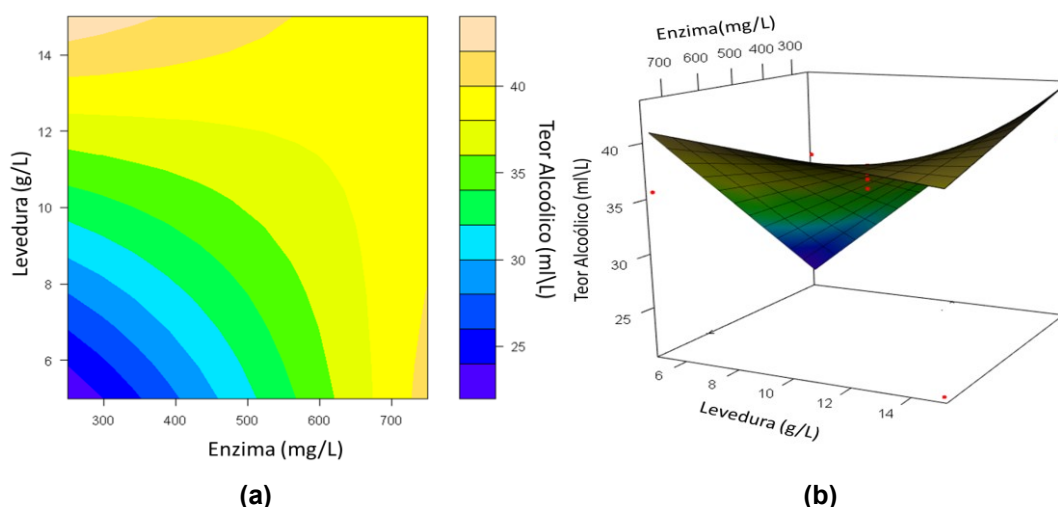 14
12
10
8
6
Levedura (g/L)
300 400 500 600 700
Enzima (mg/L)
40
35
30
25
Teor Alcoólico (ml\L)
(a)
Enzima(mg/L)
700 600 500 400 300
40
35
30
25
Teor Alcoólico (ml\L)
6 8 10 12 14
Levedura (g/L)
(b)